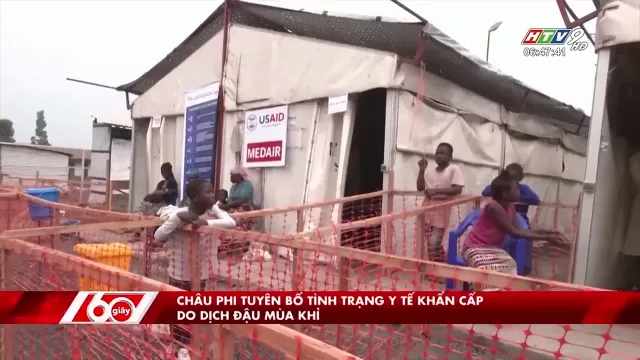 HTV9
HD
06:47:41
USAID
MEDAIR
60
giây
CHÂU PHI TUYÊN BỐ TÌNH TRẠNG Y TẾ KHẨN CẤP
DO DỊCH ĐẬU MÙA KHỈ